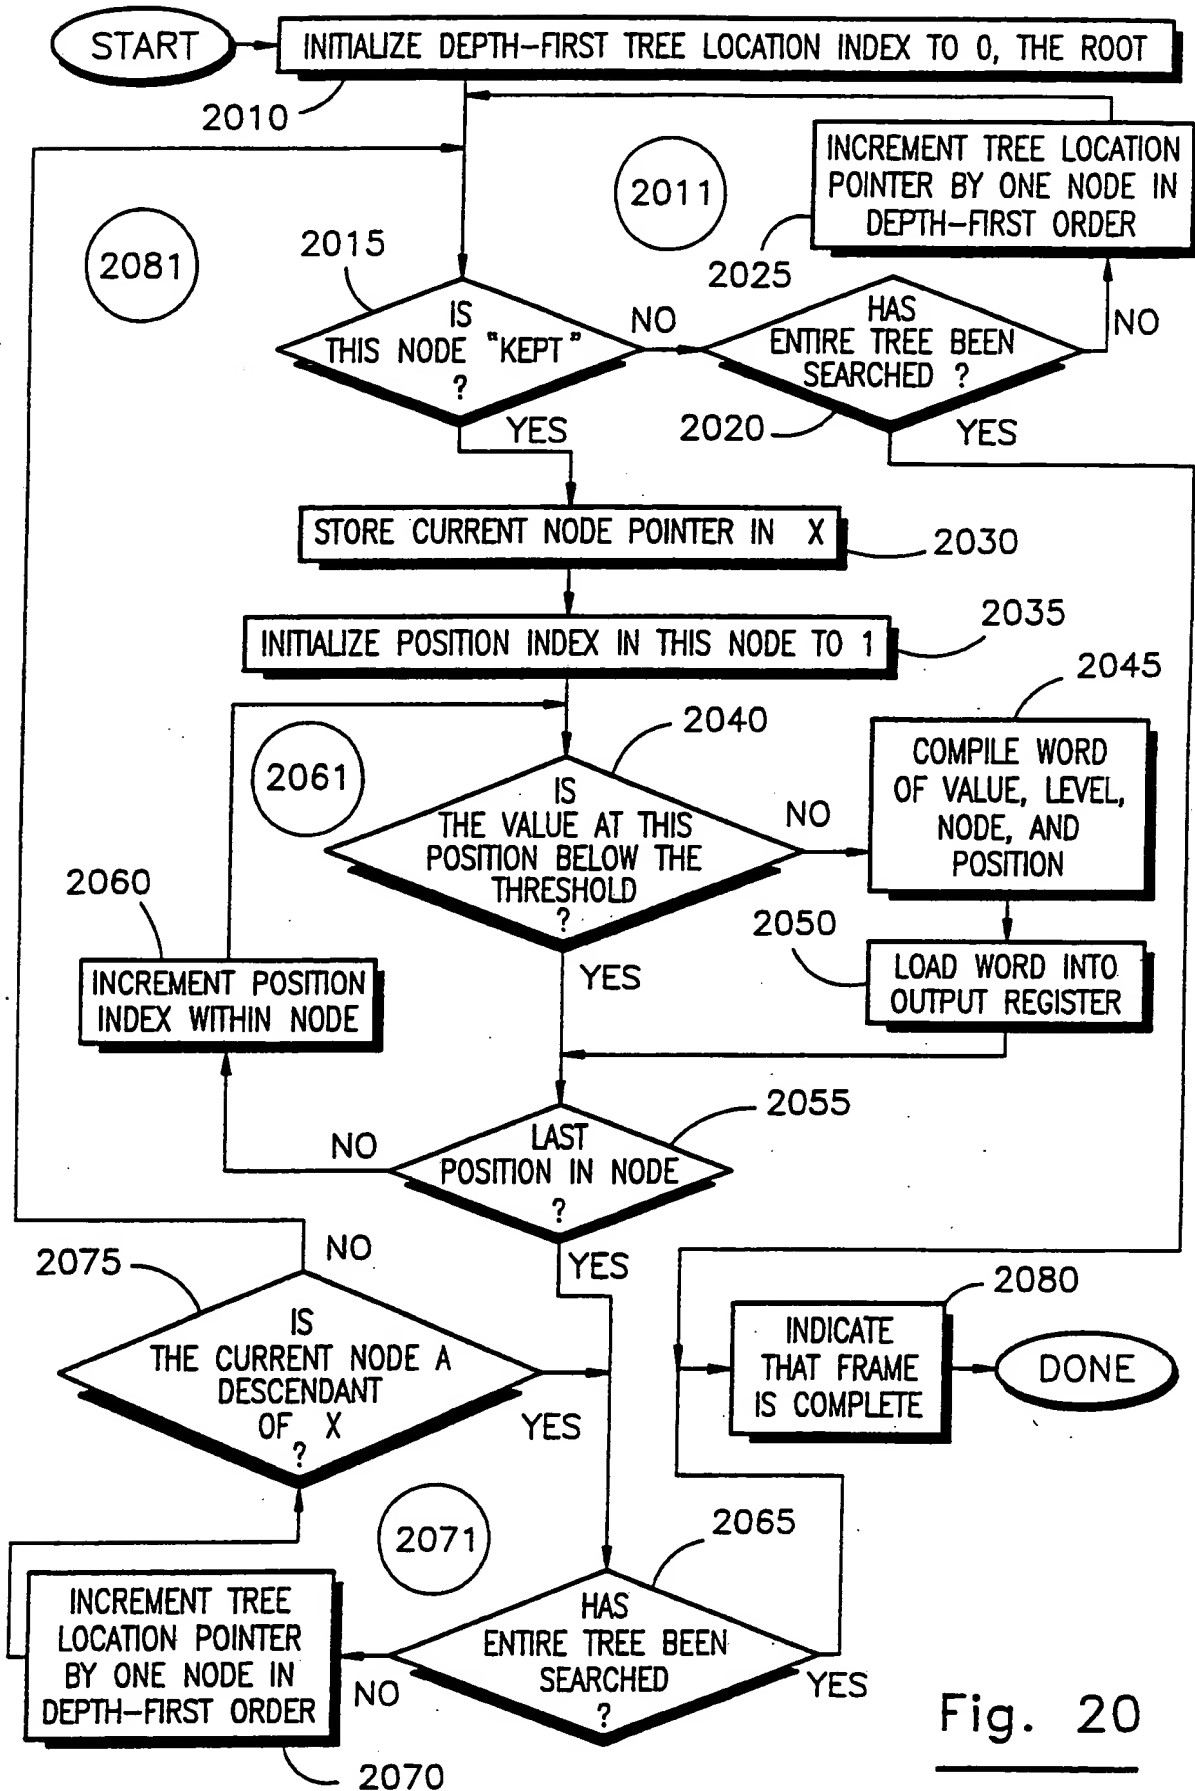 START
INITIALIZE DEPTH-FIRST TREE LOCATION INDEX TO 0, THE ROOT
2010
INCREMENT TREE LOCATION
POINTER BY ONE NODE IN
DEPTH-FIRST ORDER
2011
2025
2081
2015
IS
THIS NODE "KEPT"
?
NO
HAS
ENTIRE TREE BEEN
SEARCHED ?
NO
2020
YES
YES
STORE CURRENT NODE POINTER IN X
2030
INITIALIZE POSITION INDEX IN THIS NODE TO 1
2035
2045
2040
2061
IS
THE VALUE AT THIS
POSITION BELOW THE
THRESHOLD
?
NO
COMPILE WORD
OF VALUE, LEVEL,
NODE, AND
POSITION
2060
2050
YES
INCREMENT POSITION
INDEX WITHIN NODE
LOAD WORD INTO
OUTPUT REGISTER
2055
NO
LAST
POSITION IN NODE
?
YES
NO
2075
IS
THE CURRENT NODE A
DESCENDANT
OF X
?
YES
2080
INDICATE
THAT FRAME
IS COMPLETE
DONE
2071
2065
INCREMENT TREE
LOCATION POINTER
BY ONE NODE IN
DEPTH-FIRST ORDER
NO
HAS
ENTIRE TREE BEEN
SEARCHED
?
YES
2070
Fig. 20